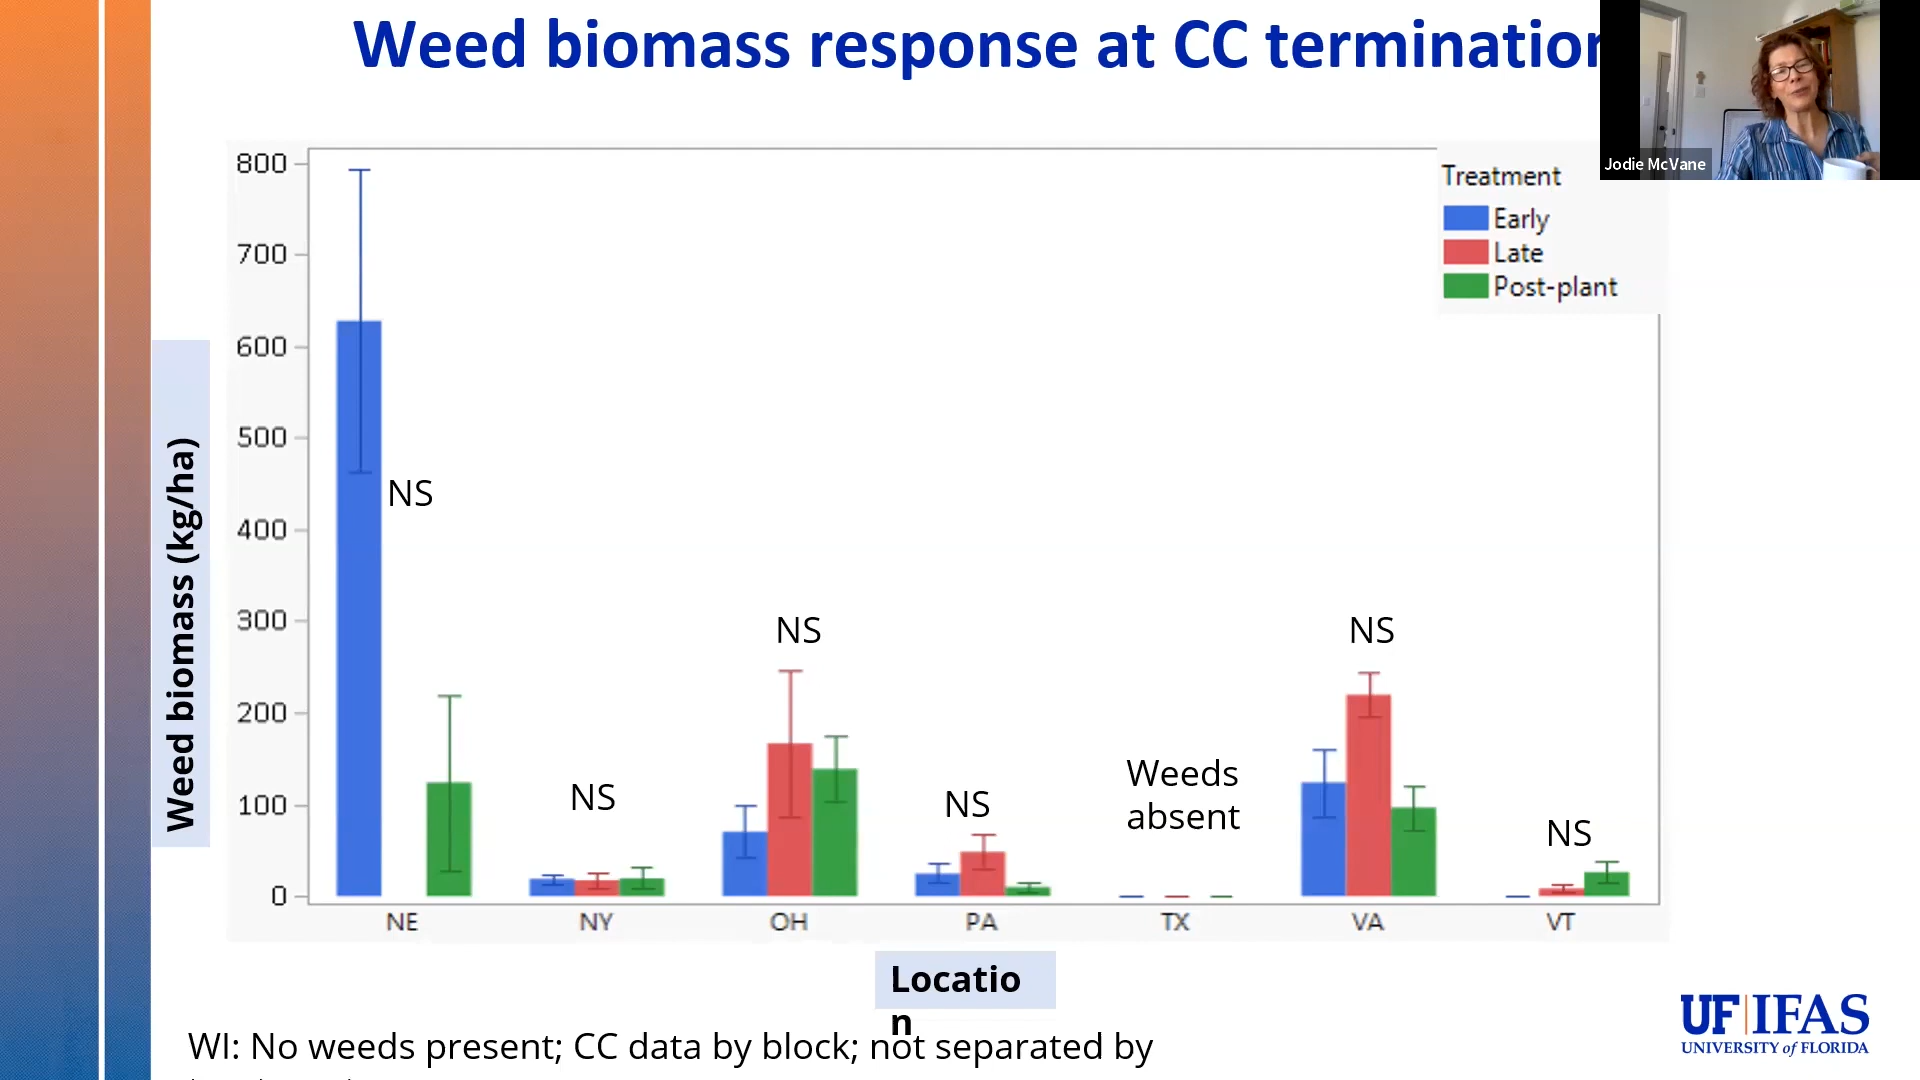 Weed biomass response at CC termination
Jodie McVane
Treatment
Early
Late
Post-plant
Weed biomass (kg/ha)
800
700
600
500
400
300
200
100
0
NS
NS
NS
NS
Weeds
absent
NS
NS
NE NY OH PA TX VA VT
Locatio
n
WI: No weeds present; CC data by block; not separated by
UF IFAS
UNIVERSITY of FLORIDA